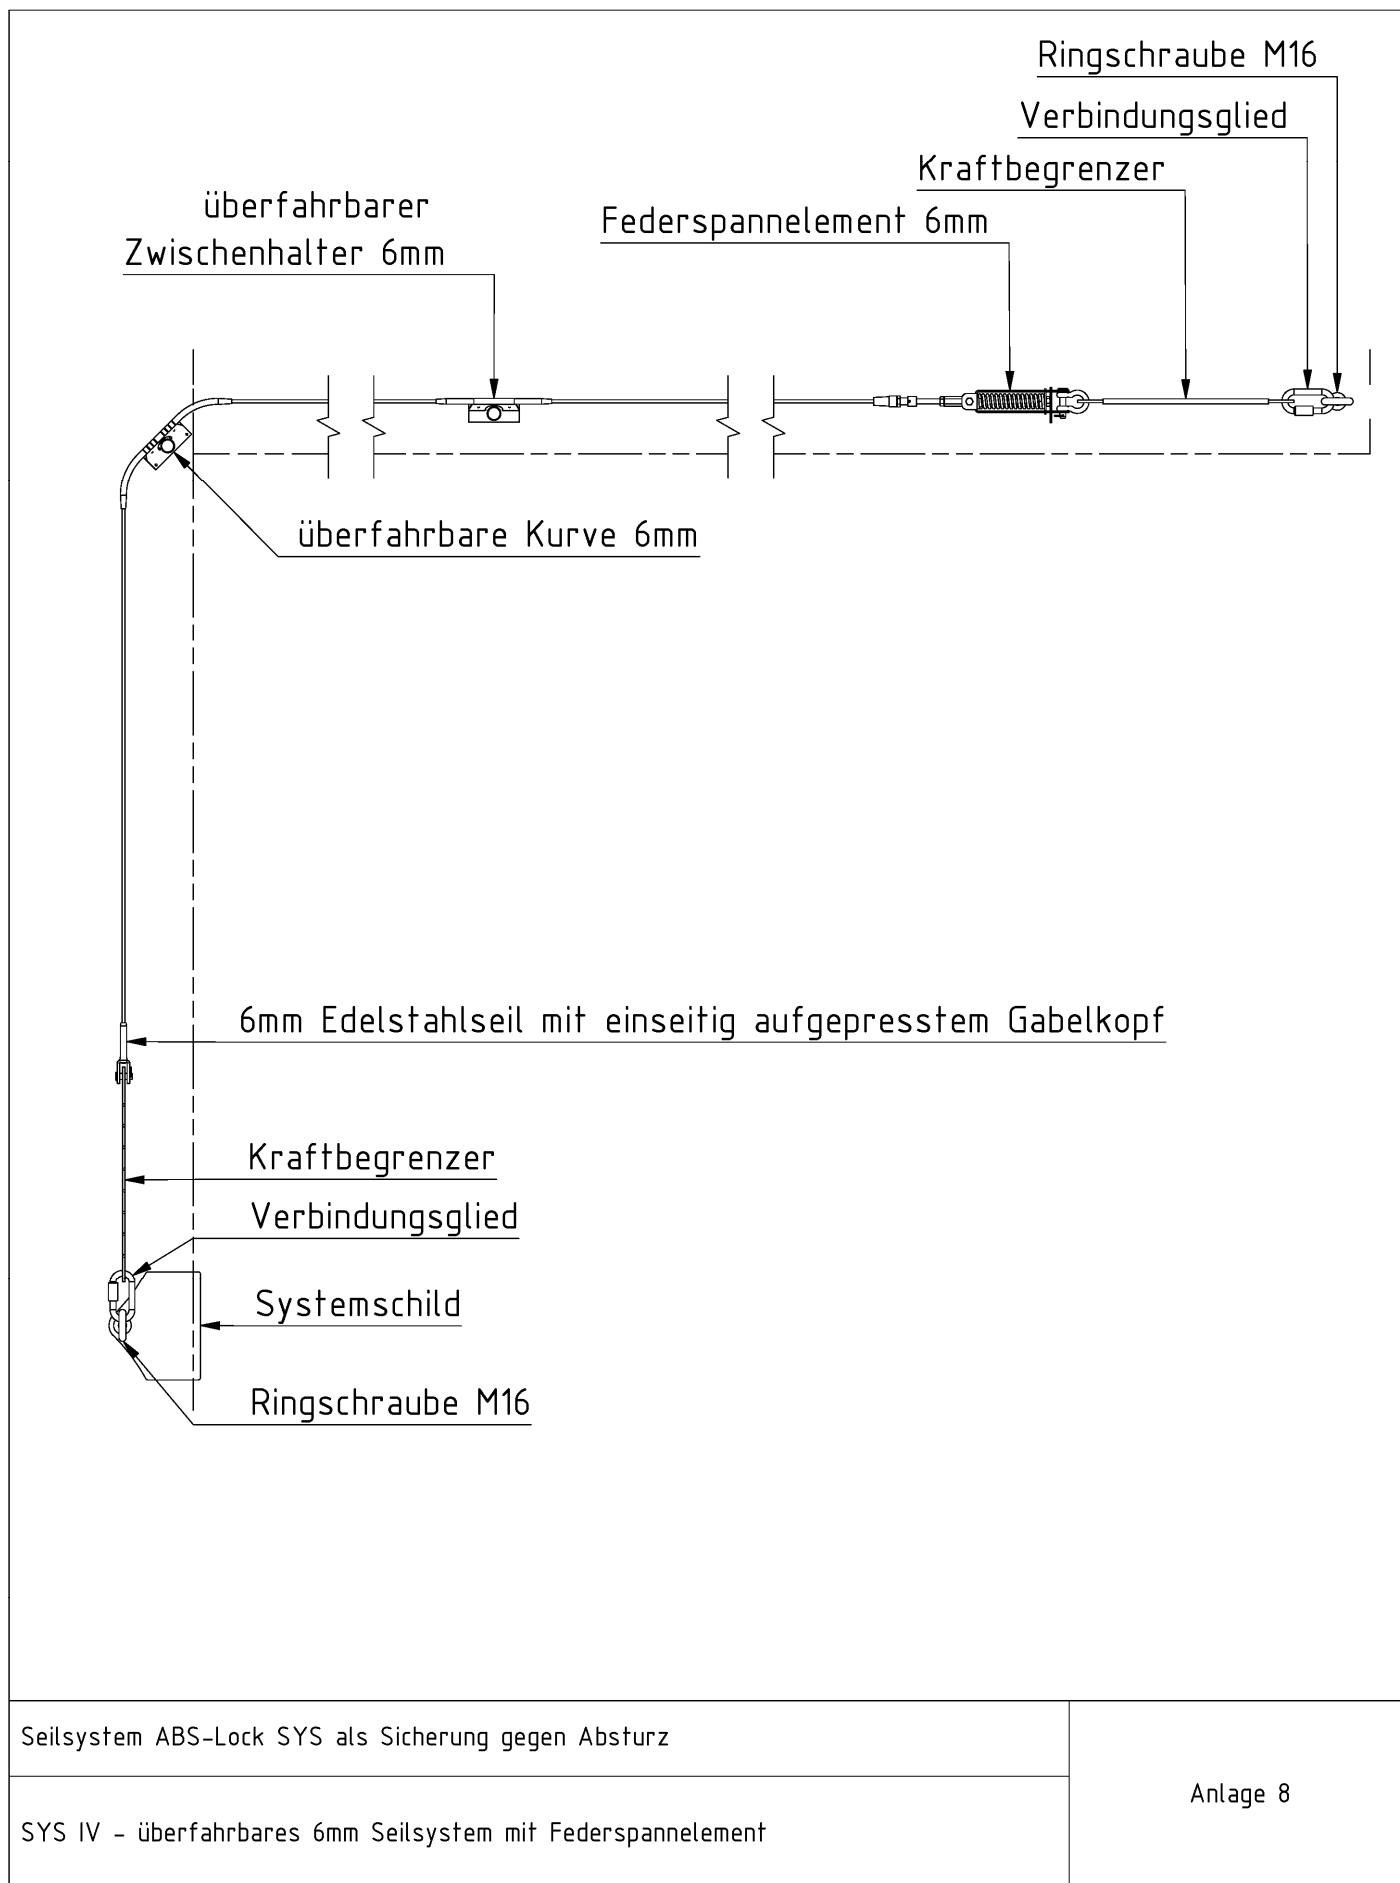 Ringschraube M16
Verbindungsglied
Kraftbegrenzer
überfahrbarer
Zwischenhalter 6mm
Federspannelement 6mm
überfahrbare Kurve 6mm
6mm Edelstahlseil mit einseitig aufgepresstem Gabelkopf
Kraftbegrenzer
Verbindungsglied
Systemschild
Ringschraube M16
Seilsystem ABS-Lock SYS als Sicherung gegen Absturz
SYS IV - überfahrbares 6mm Seilsystem mit Federspannelement
Anlage 8